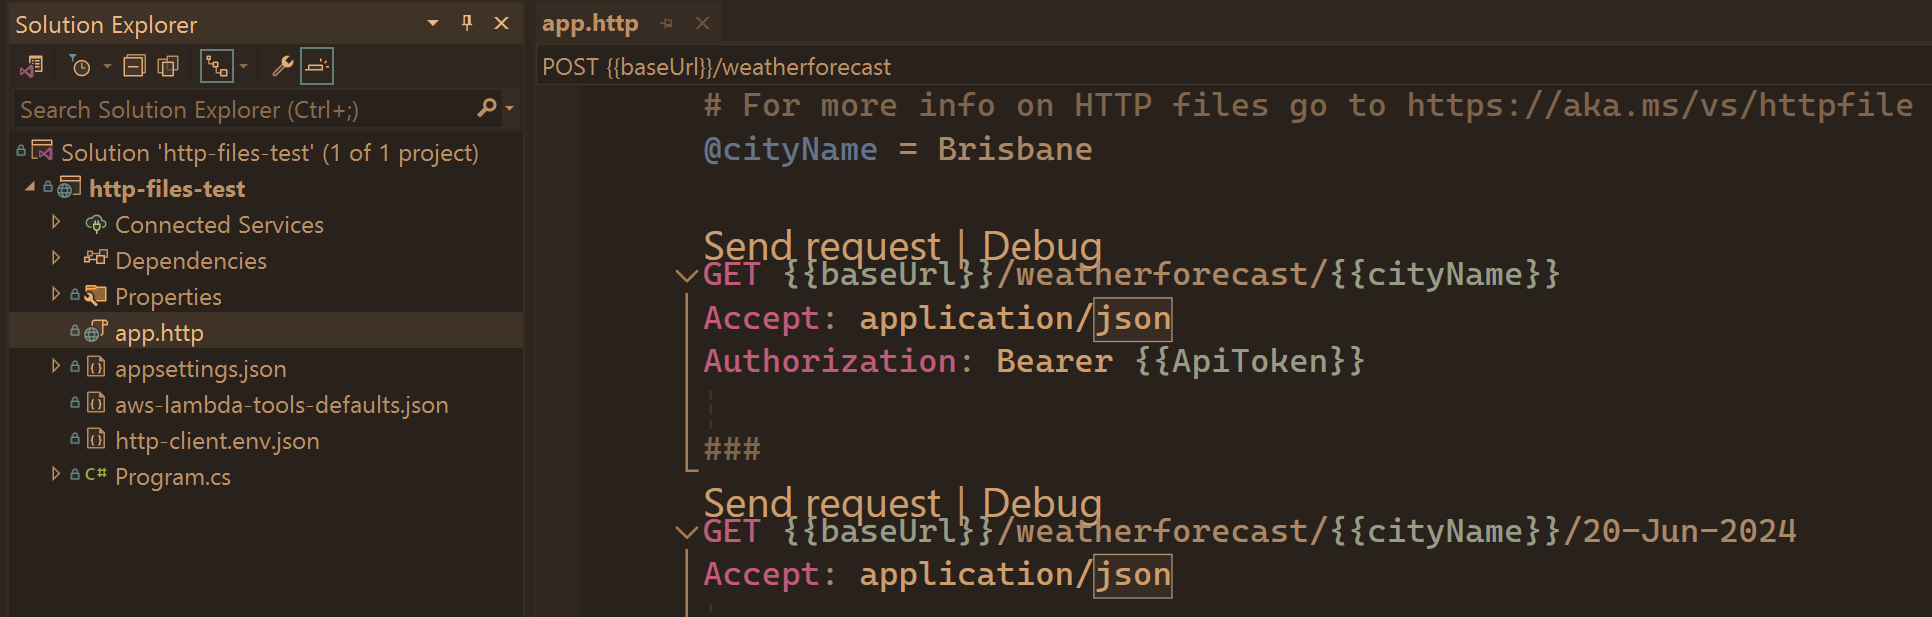 Solution Explorer
Search Solution Explorer (Ctrl+;)
Solution 'http-files-test' (1 of 1 project)
http-files-test
Connected Services
Dependencies
Properties
app.http
appsettings.json
aws-lambda-tools-defaults.json
http-client.env.json
C# Program.cs
app.http
POST {{baseUrl}}/weatherforecast
# For more info on HTTP files go to https://aka.ms/vs/httpfile
@cityName = Brisbane
Send request | Debug
GET {{baseUrl}}/weatherforecast/{{cityName}}
Accept: application/json
Authorization: Bearer {{ApiToken}}
###
Send request | Debug
GET {{baseUrl}}/weatherforecast/{{cityName}}/20-Jun-2024
Accept: application/json